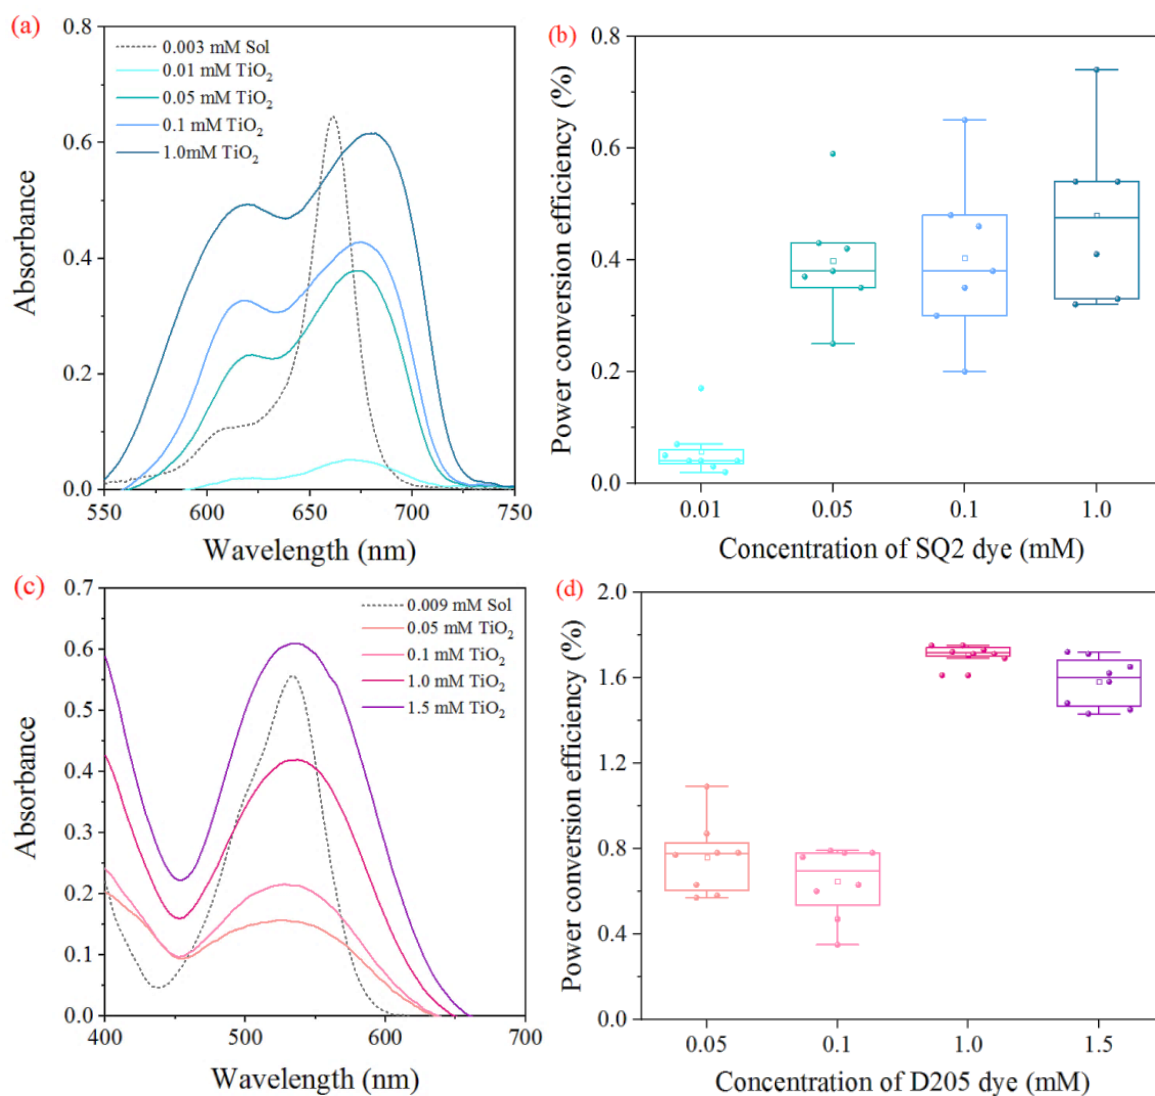 (a)
0.003 mM Sol
0.01 mM TiO₂
0.05 mM TiO₂
0.1 mM TiO₂
1.0mM TiO₂
0.8
0.6
0.4
0.2
0.0
Absorbance
550 600 650 700 750
Wavelength (nm)
(b)
0.8
0.6
0.4
0.2
0.0
Power conversion efficiency (%)
0.01 0.05 0.1 1.0
Concentration of SQ2 dye (mM)
(c)
0.009 mM Sol
0.05 mM TiO₂
0.1 mM TiO₂
1.0 mM TiO₂
1.5 mM TiO₂
0.7
0.6
0.5
0.4
0.3
0.2
0.1
0.0
Absorbance
400 450 500 550 600 650 700
Wavelength (nm)
(d)
2.0
1.6
1.2
0.8
0.4
0.0
Power conversion efficiency (%)
0.05 0.1 1.0 1.5
Concentration of D205 dye (mM)